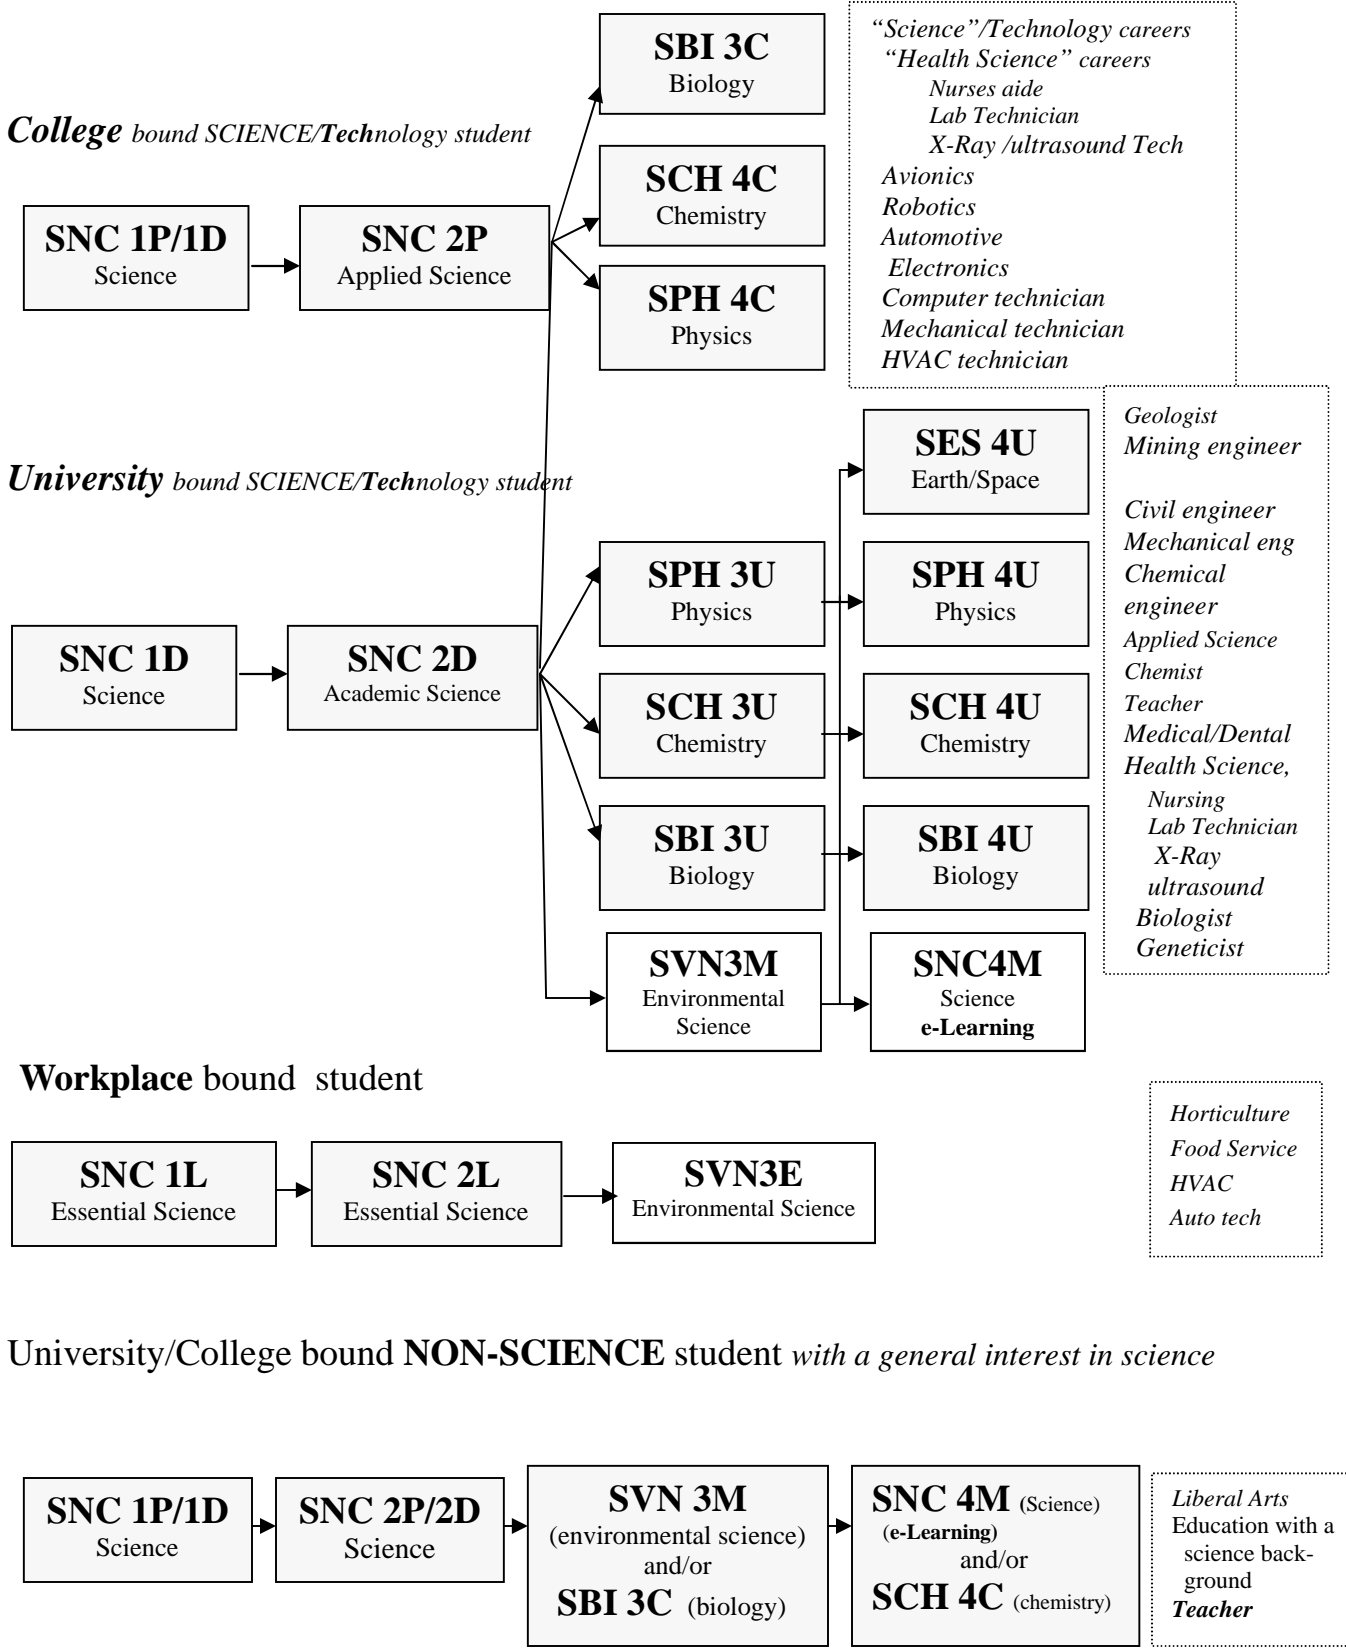 College bound SCIENCE/Technology student
SNC 1P/1D
Science
SNC 2P
Applied Science
SBI 3C
Biology
SCH 4C
Chemistry
SPH 4C
Physics
“Science”/Technology careers
“Health Science” careers
Nurses aide
Lab Technician
X-Ray /ultrasound Tech
Avionics
Robotics
Automotive
Electronics
Computer technician
Mechanical technician
HVAC technician
University bound SCIENCE/Technology student
SNC 1D
Science
SNC 2D
Academic Science
SPH 3U
Physics
SCH 3U
Chemistry
SBI 3U
Biology
SVN3M
Environmental
Science
SES 4U
Earth/Space
SPH 4U
Physics
SCH 4U
Chemistry
SBI 4U
Biology
SNC4M
Science
e-Learning
Geologist
Mining engineer
Civil engineer
Mechanical eng
Chemical
engineer
Applied Science
Chemist
Teacher
Medical/Dental
Health Science,
Nursing
Lab Technician
X-Ray
ultrasound
Biologist
Geneticist
Workplace bound student
SNC 1L
Essential Science
SNC 2L
Essential Science
SVN3E
Environmental Science
Horticulture
Food Service
HVAC
Auto tech
University/College bound NON-SCIENCE student with a general interest in science
SNC 1P/1D
Science
SNC 2P/2D
Science
SVN 3M
(environmental science)
and/or
SBI 3C (biology)
SNC 4M (Science)
(e-Learning)
and/or
SCH 4C (chemistry)
Liberal Arts
Education with a
science back-
ground
Teacher